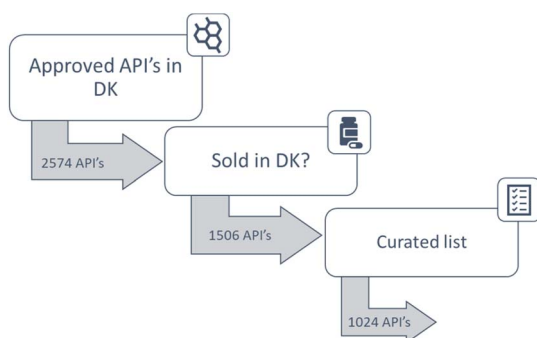 Approved API's in
DK
2574 API's
Sold in DK?
1506 API's
Curated list
1024 API's